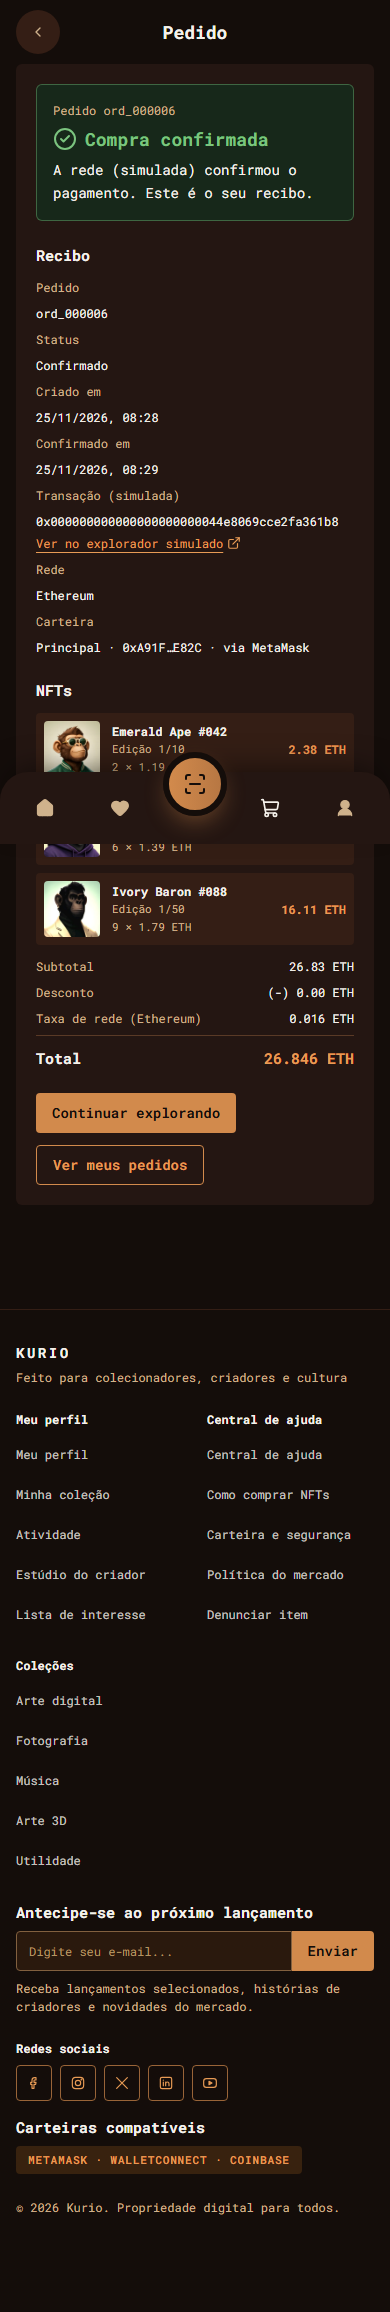 Pedido
Pedido ord_000006
Compra confirmada
A rede (simulada) confirmou o
pagamento. Este é o seu recibo.
Recibo
Pedido
ord_000006
Status
Confirmado
Criado em
25/11/2026, 08:28
Confirmado em
25/11/2026, 08:29
Transação (simulada)
0x000000000000000000000044e8069cce2fa361b8
Ver no explorador simulado
Rede
Ethereum
Carteira
Principal · 0xA91F…E82C · via MetaMask
NFTs
Emerald Ape #042
Edição 1/10
2.38 ETH
2 × 1.19
6 × 1.39 ETH
Ivory Baron #088
Edição 1/50
16.11 ETH
9 × 1.79 ETH
Subtotal 26.83 ETH
Desconto (-) 0.00 ETH
Taxa de rede (Ethereum) 0.016 ETH
Total 26.846 ETH
Continuar explorando
Ver meus pedidos
KURIO
Feito para colecionadores, criadores e cultura
Meu perfil
Meu perfil
Minha coleção
Atividade
Estúdio do criador
Lista de interesse
Central de ajuda
Central de ajuda
Como comprar NFTs
Carteira e segurança
Política do mercado
Denunciar item
Coleções
Arte digital
Fotografia
Música
Arte 3D
Utilidade
Antecipe-se ao próximo lançamento
Digite seu e-mail...
Enviar
Receba lançamentos selecionados, histórias de
criadores e novidades do mercado.
Redes sociais
Carteiras compatíveis
METAMASK · WALLETCONNECT · COINBASE
© 2026 Kurio. Propriedade digital para todos.